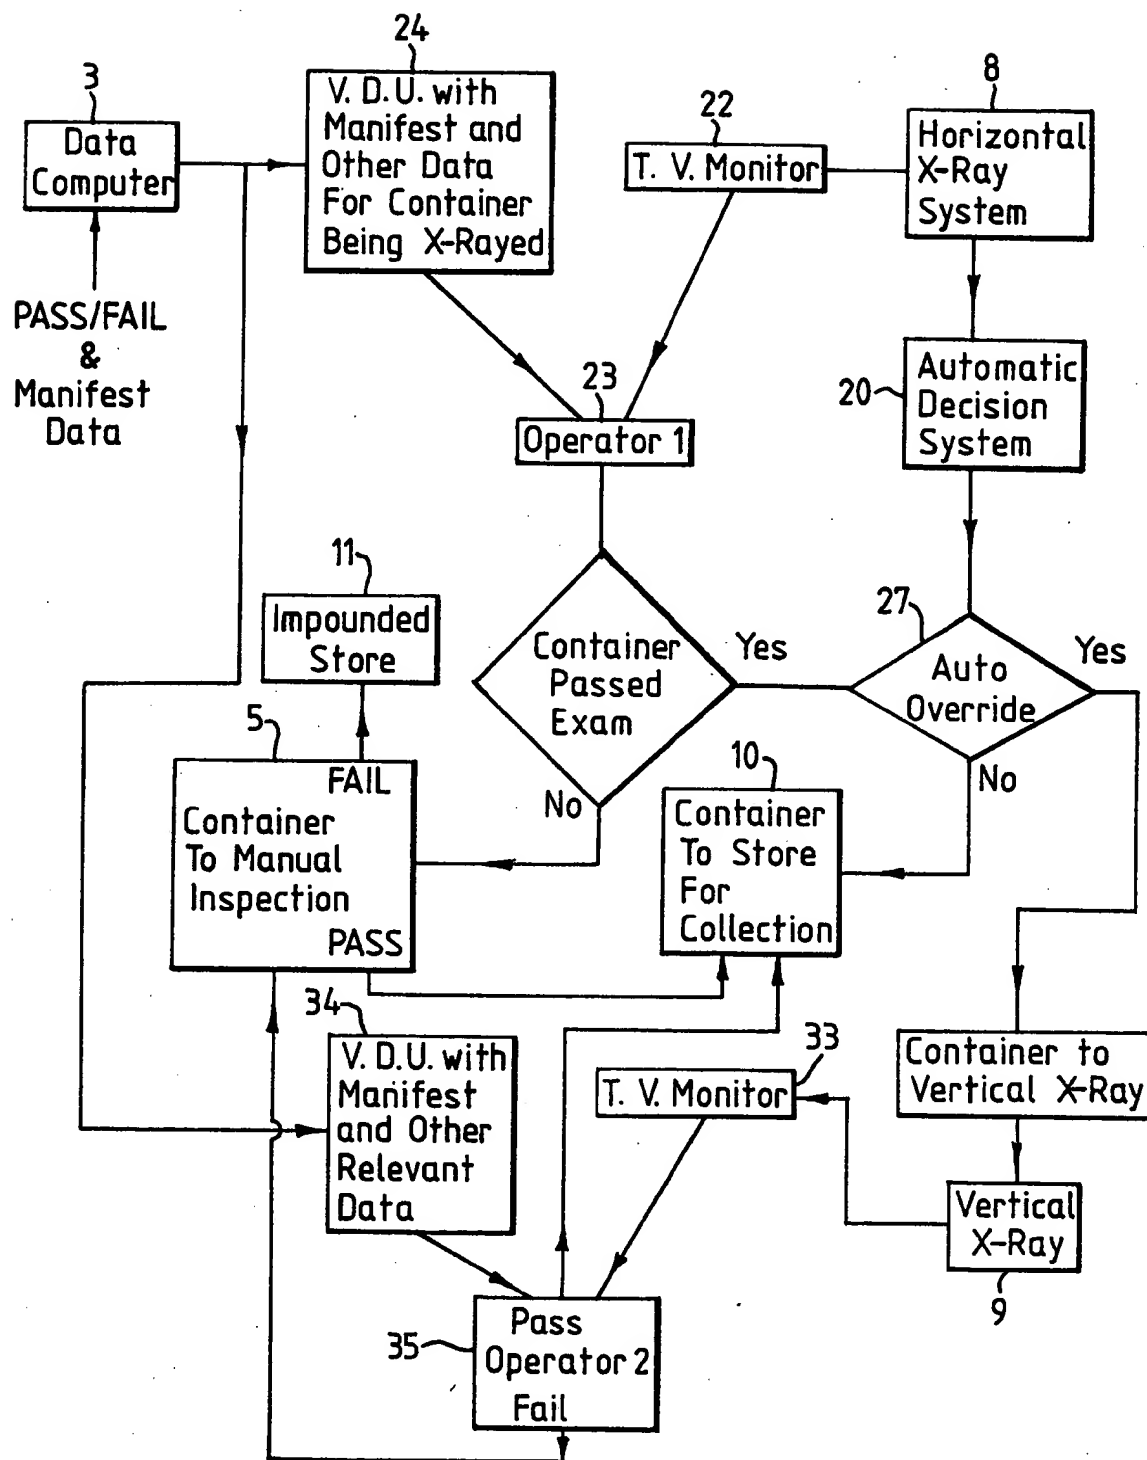 24
V. D. U. with
Manifest and
Other Data
For Container
Being X-Rayed
3
Data
Computer
PASS/FAIL
&
Manifest
Data
22
T. V. Monitor
8
Horizontal
X-Ray
System
23
Operator 1
20
Automatic
Decision
System
11
Impounded
Store
Container
Passed
Exam
Yes
No
27
Auto
Override
Yes
No
5
FAIL
Container
To Manual
Inspection
PASS
10
Container
To Store
For
Collection
34
V. D. U. with
Manifest
and Other
Relevant
Data
33
T. V. Monitor
Container to
Vertical X-Ray
Vertical
X-Ray
9
35
Pass
Operator 2
Fail